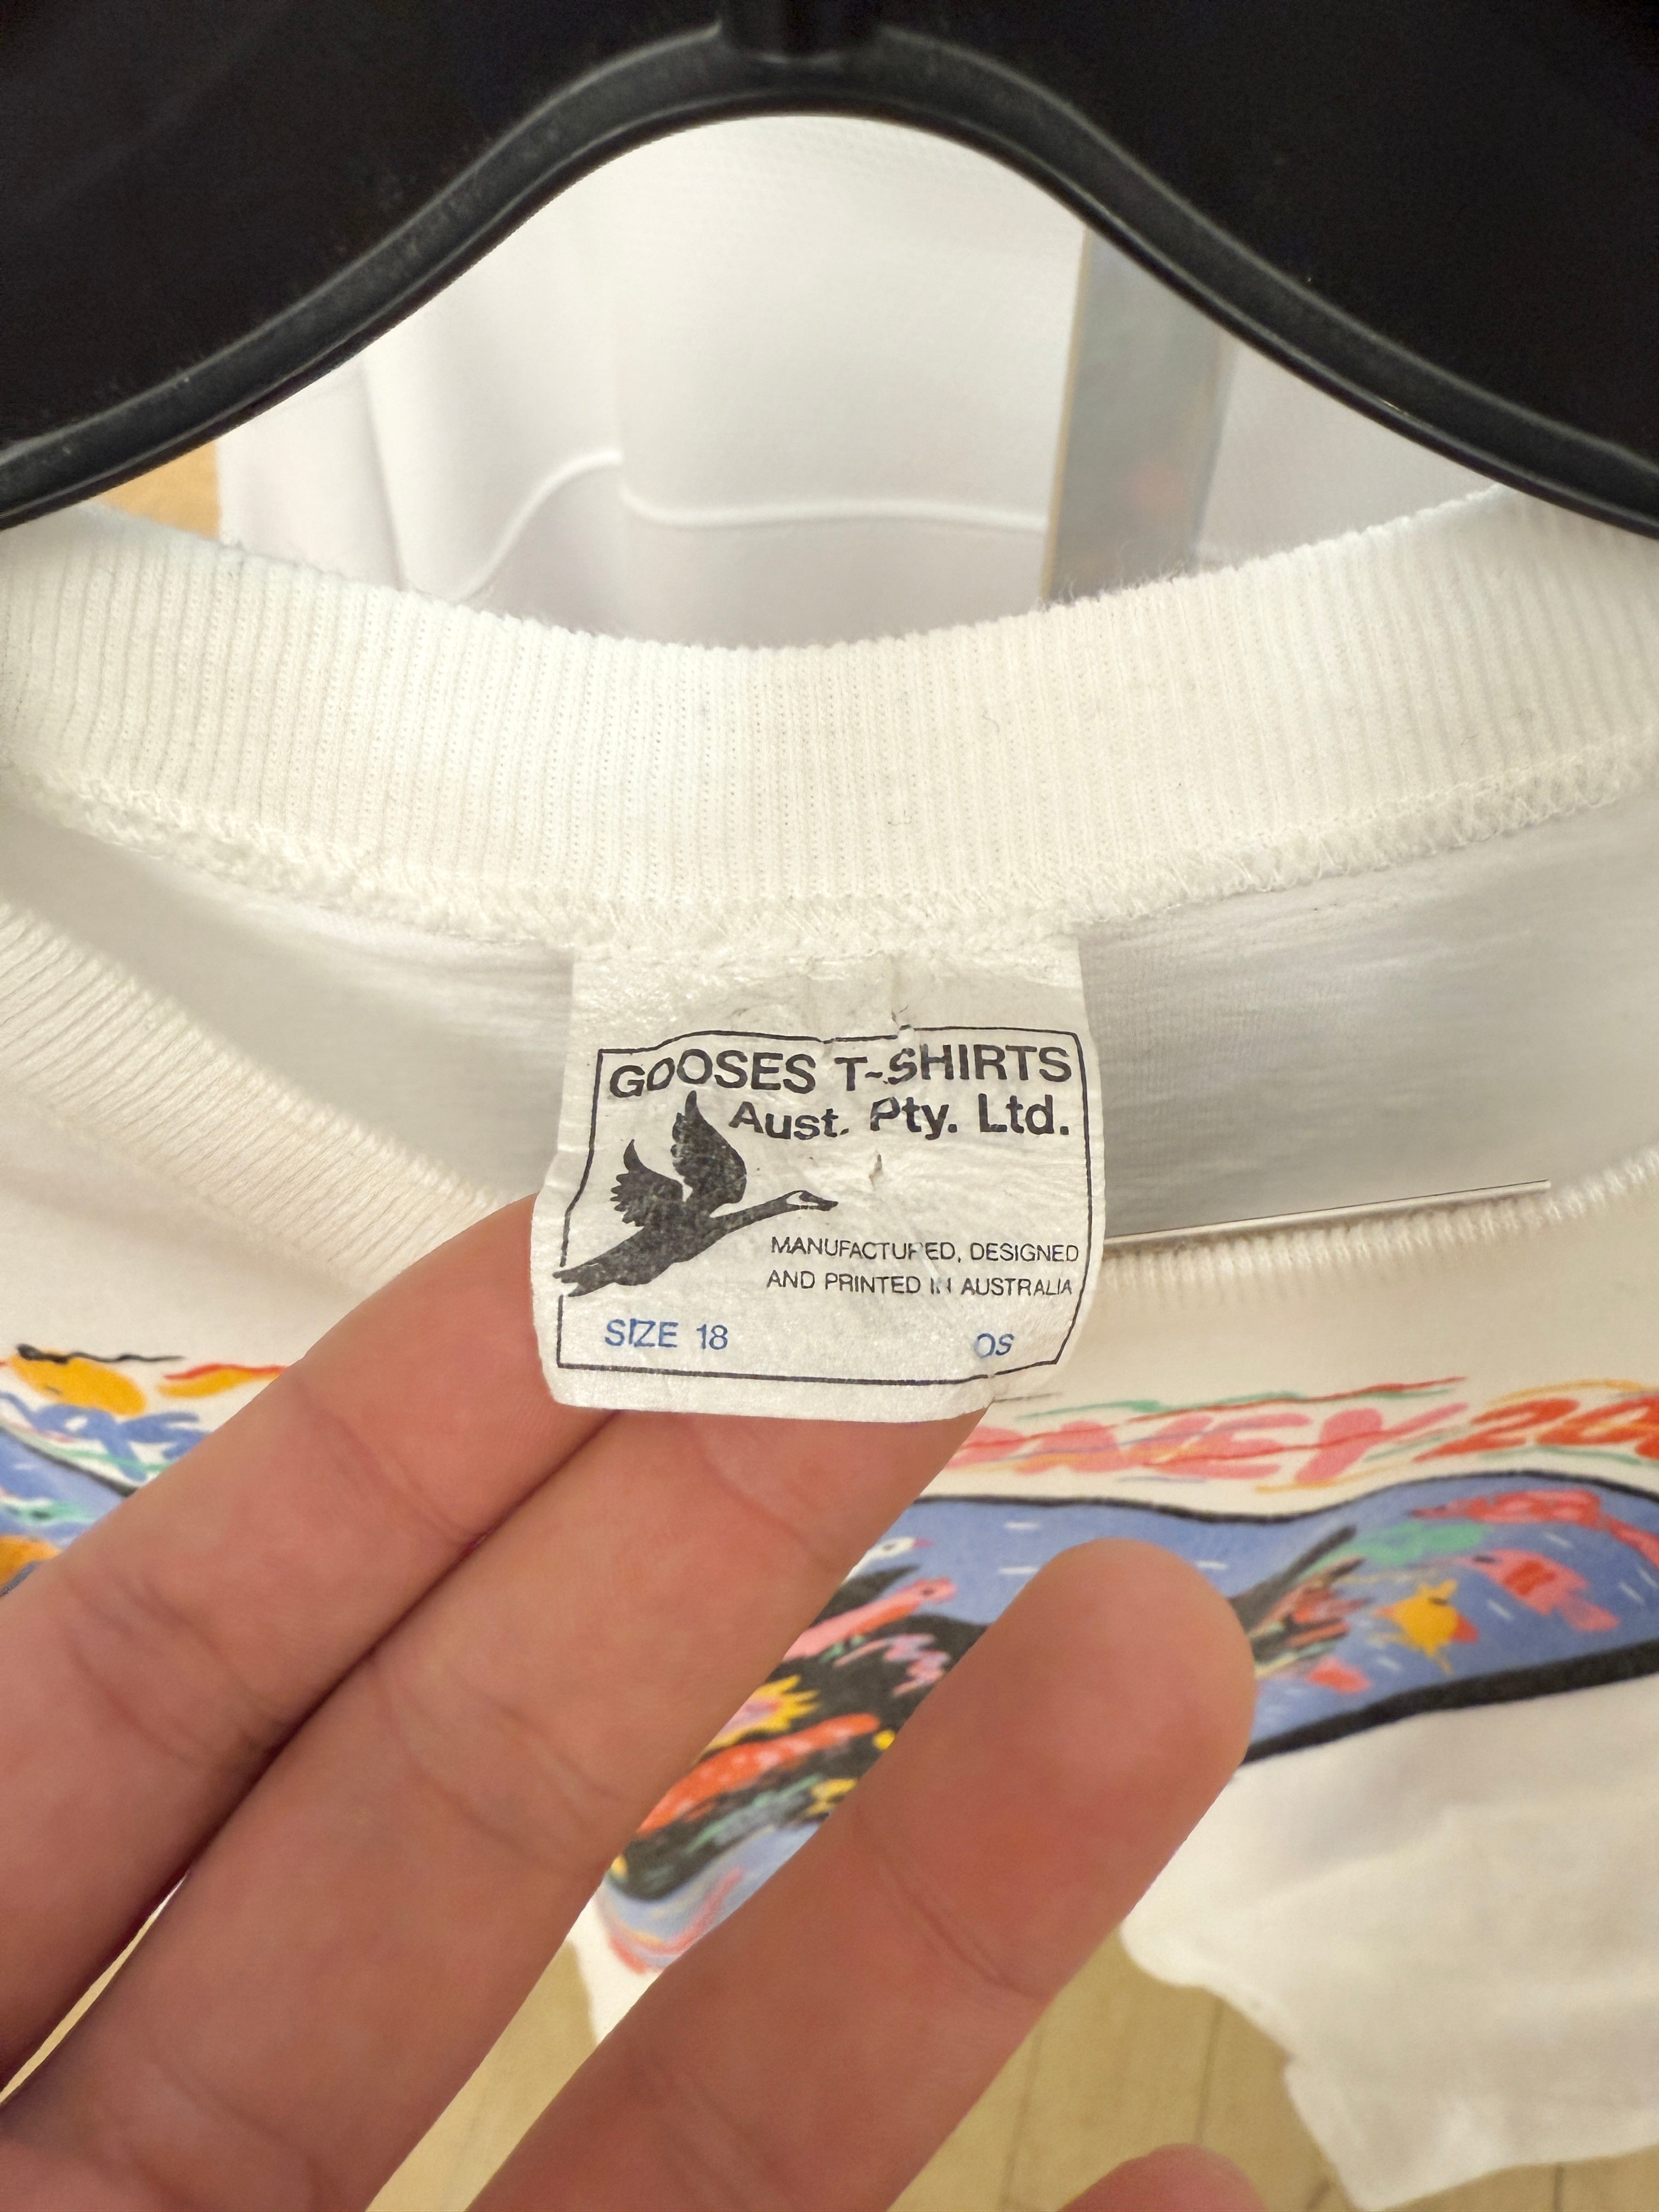 GOOSES T-SHIRTS
Aust. Pty. Ltd.
MANUFACTURED, DESIGNED
AND PRINTED IN AUSTRALIA
SIZE 18 OS